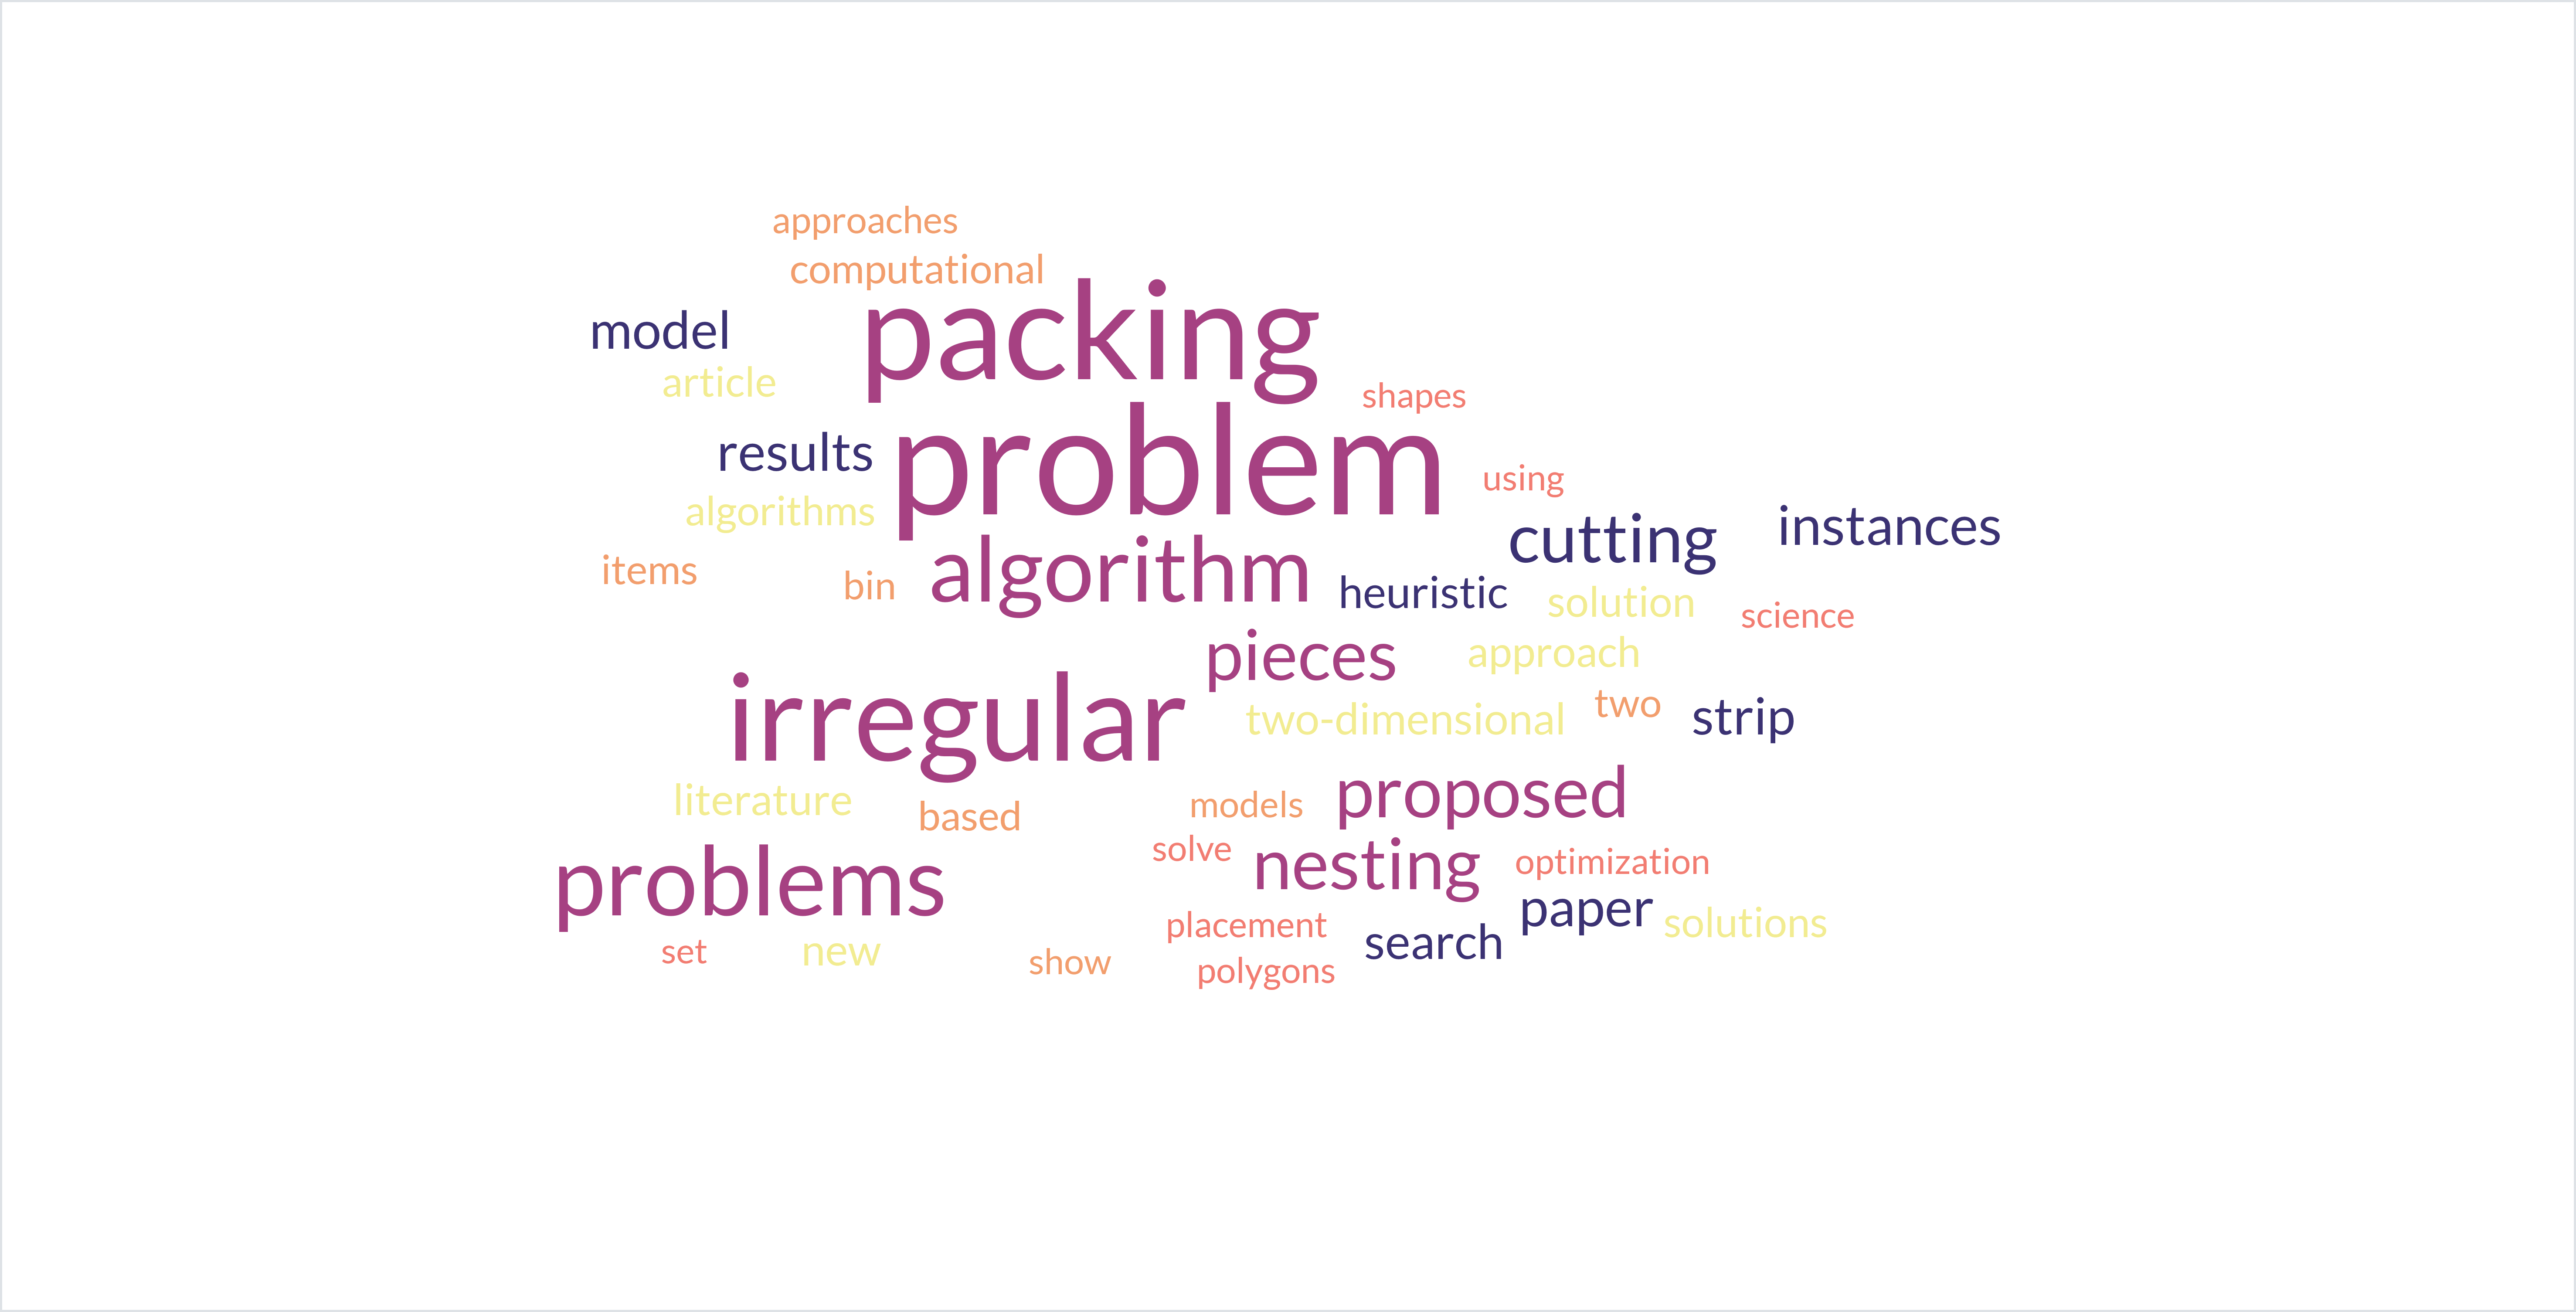 approaches
computational
packing
model
article
shapes
results
problem
using
algorithms
cutting
instances
items
bin
algorithm
heuristic
solution
science
pieces
approach
irregular
two-dimensional
two
strip
literature
based
models
proposed
solve
nesting
optimization
problems
placement
search
paper
solutions
set
new
show
polygons